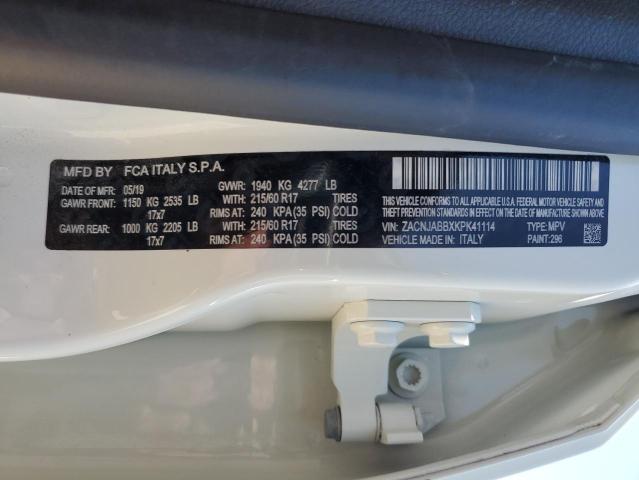 MFD BY FCA ITALY S.P.A.
DATE OF MFR: 05/19 GVWR: 1940 KG 4277 LB
GAWR FRONT: 1150 KG 2535 LB WITH: 215/60 R17 TIRES
17x7 RIMS AT: 240 KPA (35 PSI) COLD
GAWR REAR: 1000 KG 2205 LB WITH: 215/60 R17 TIRES
17x7 RIMS AT: 240 KPA (35 PSI) COLD
THIS VEHICLE CONFORMS TO ALL APPLICABLE U.S.A. FEDERAL MOTOR VEHICLE
SAFETY, BUMPER AND THEFT PREVENTION STANDARDS IN EFFECT ON THE DATE OF
MANUFACTURE SHOWN ABOVE
VIN: ZACNJABBXKPK41114 TYPE: MPV
VEHICLE MADE IN: ITALY PAINT: 296